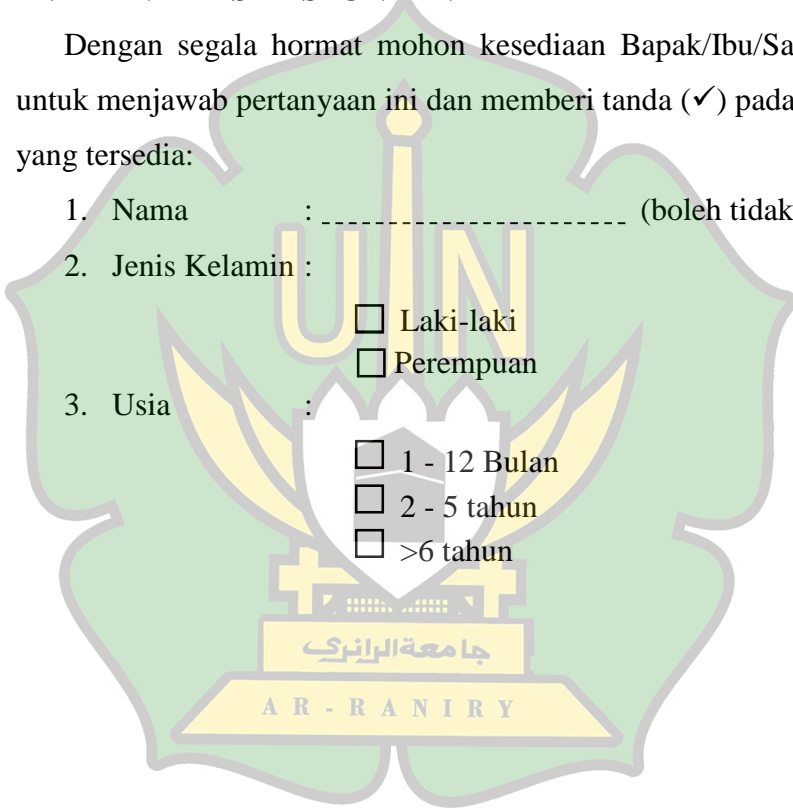 Dengan segala hormat mohon kesediaan Bapak/Ibu/Sa
untuk menjawab pertanyaan ini dan memberi tanda (✓) pada
yang tersedia:
1. Nama : ______________________ (boleh tidak
2. Jenis Kelamin :
☐ Laki-laki
☐ Perempuan
3. Usia :
☐ 1 - 12 Bulan
☐ 2 - 5 tahun
☐ >6 tahun
UIN
جامعة الرانري
AR-RANIRY